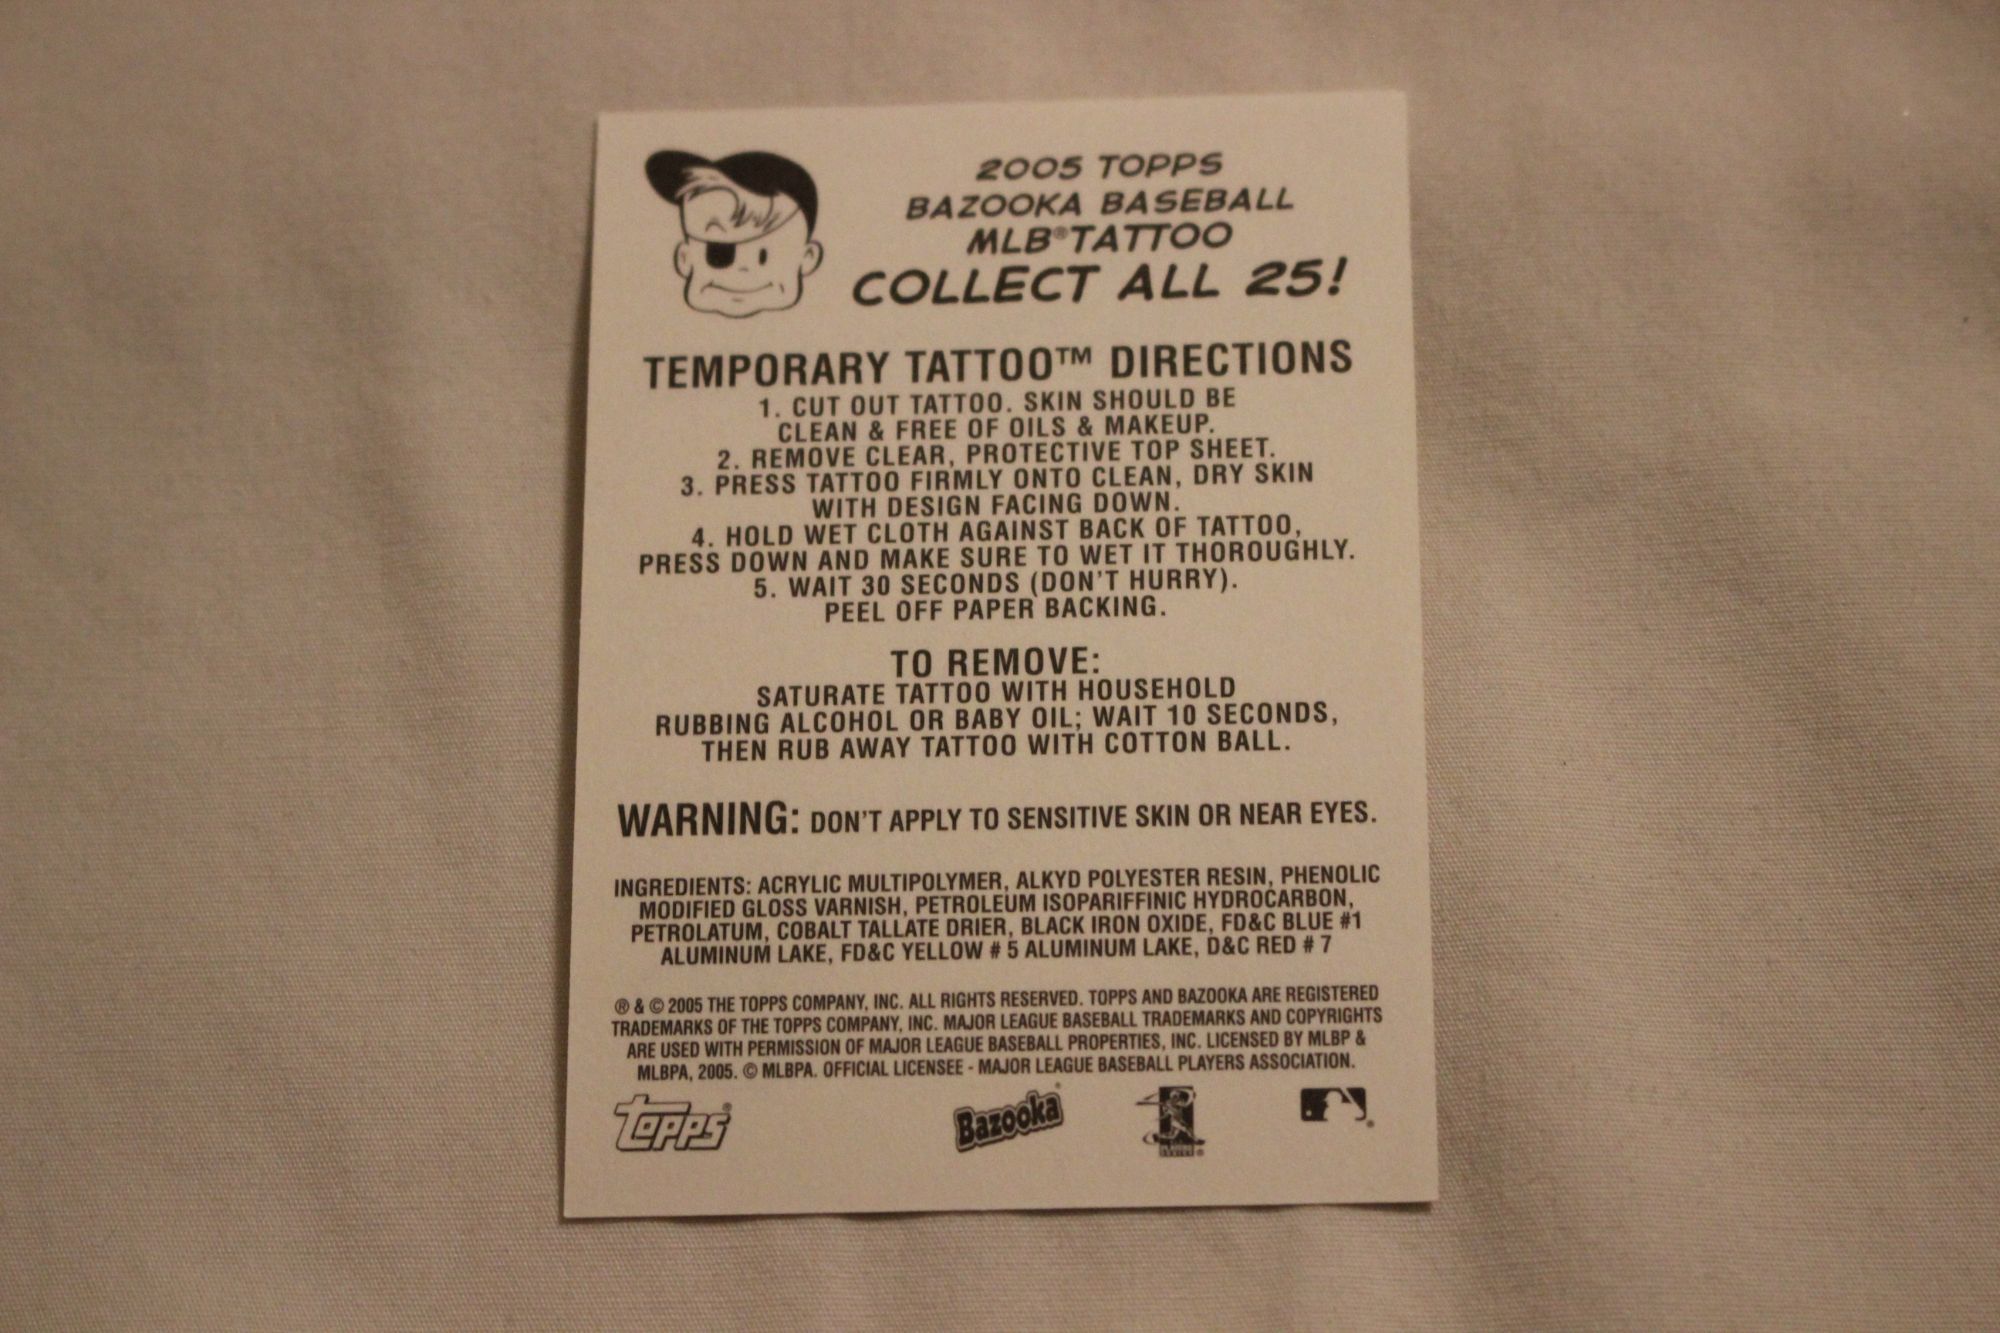 2005 TOPPS
BAZOOKA BASEBALL
MLB® TATTOO
COLLECT ALL 25!
TEMPORARY TATTOO™ DIRECTIONS
1. CUT OUT TATTOO. SKIN SHOULD BE
CLEAN & FREE OF OILS & MAKEUP.
2. REMOVE CLEAR, PROTECTIVE TOP SHEET.
3. PRESS TATTOO FIRMLY ONTO CLEAN, DRY SKIN
WITH DESIGN FACING DOWN.
4. HOLD WET CLOTH AGAINST BACK OF TATTOO,
PRESS DOWN AND MAKE SURE TO WET IT THOROUGHLY.
5. WAIT 30 SECONDS (DON'T HURRY).
PEEL OFF PAPER BACKING.
TO REMOVE:
SATURATE TATTOO WITH HOUSEHOLD
RUBBING ALCOHOL OR BABY OIL; WAIT 10 SECONDS,
THEN RUB AWAY TATTOO WITH COTTON BALL.
WARNING: DON'T APPLY TO SENSITIVE SKIN OR NEAR EYES.
INGREDIENTS: ACRYLIC MULTIPOLYMER, ALKYD POLYESTER RESIN, PHENOLIC
MODIFIED GLOSS VARNISH, PETROLEUM ISOPARIFFINIC HYDROCARBON,
PETROLATUM, COBALT TALLATE DRIER, BLACK IRON OXIDE, FD&C BLUE #1
ALUMINUM LAKE, FD&C YELLOW # 5 ALUMINUM LAKE, D&C RED # 7
® & © 2005 THE TOPPS COMPANY, INC. ALL RIGHTS RESERVED. TOPPS AND BAZOOKA ARE REGISTERED
TRADEMARKS OF THE TOPPS COMPANY, INC. MAJOR LEAGUE BASEBALL TRADEMARKS AND COPYRIGHTS
ARE USED WITH PERMISSION OF MAJOR LEAGUE BASEBALL PROPERTIES, INC. LICENSED BY MLBP &
MLBPA, 2005. © MLBPA. OFFICIAL LICENSEE - MAJOR LEAGUE BASEBALL PLAYERS ASSOCIATION.
Topps® Bazooka® ® ®